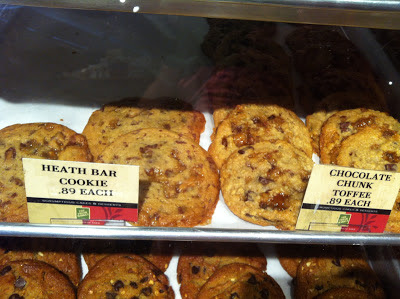 HEATH BAR
COOKIE
.89 EACH
CHOCOLATE
CHUNK
TOFFEE
.89 EACH